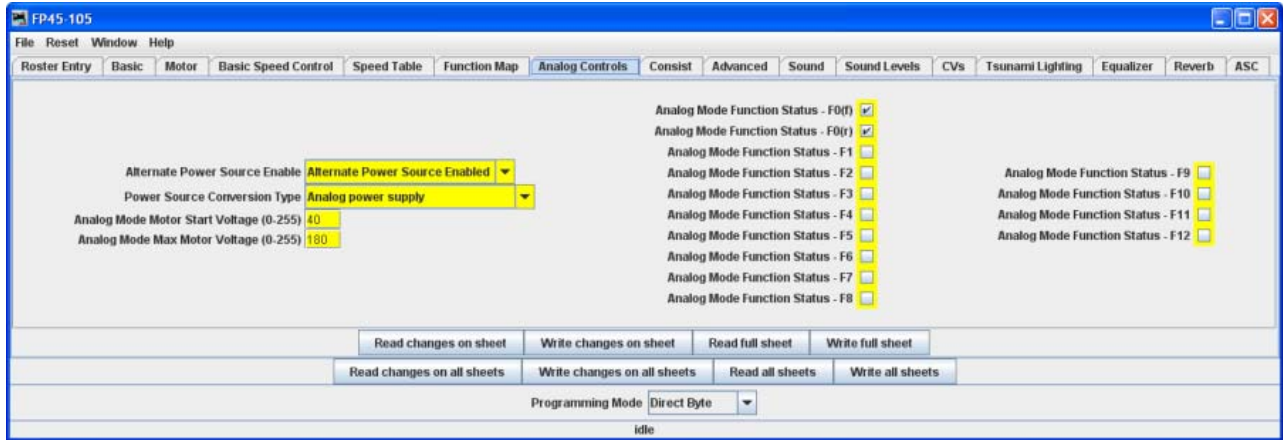 FP45-105
File Reset Window Help
Roster Entry Basic Motor Basic Speed Control Speed Table Function Map Analog Controls Consist Advanced Sound Sound Levels CVs Tsunami Lighting Equalizer Reverb ASC
Alternate Power Source Enable Alternate Power Source Enabled
Power Source Conversion Type Analog power supply
Analog Mode Motor Start Voltage (0-255) 40
Analog Mode Max Motor Voltage (0-255) 180
Analog Mode Function Status - F0(f)
Analog Mode Function Status - F0(r)
Analog Mode Function Status - F1
Analog Mode Function Status - F2
Analog Mode Function Status - F3
Analog Mode Function Status - F4
Analog Mode Function Status - F5
Analog Mode Function Status - F6
Analog Mode Function Status - F7
Analog Mode Function Status - F8
Analog Mode Function Status - F9
Analog Mode Function Status - F10
Analog Mode Function Status - F11
Analog Mode Function Status - F12
Read changes on sheet Write changes on sheet Read full sheet Write full sheet
Read changes on all sheets Write changes on all sheets Read all sheets Write all sheets
Programming Mode Direct Byte
idle